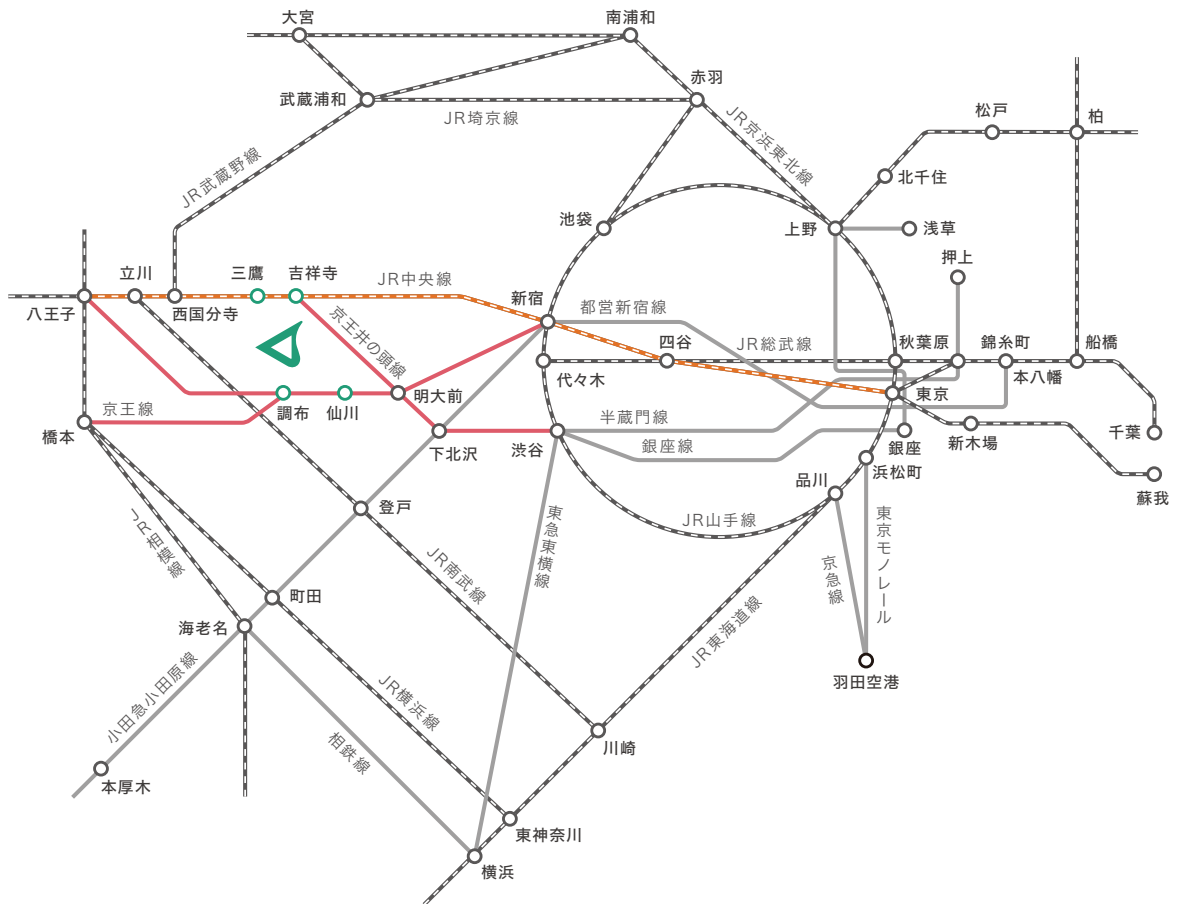 大宮
南浦和
赤羽
武蔵浦和
JR埼京線
JR京浜東北線
松戸
柏
JR武蔵野線
北千住
池袋
上野
浅草
押上
立川
三鷹
吉祥寺
JR中央線
新宿
都営新宿線
八王子
西国分寺
京王井の頭線
四谷
JR総武線
秋葉原
錦糸町
船橋
代々木
本八幡
明大前
東京
京王線
調布
仙川
半蔵門線
橋本
下北沢
渋谷
銀座線
銀座
新木場
千葉
浜松町
品川
蘇我
登戸
JR山手線
JR相模線
東急東横線
東京モノレール
JR南武線
京急線
町田
海老名
JR東海道線
羽田空港
小田急小田原線
JR横浜線
相鉄線
川崎
本厚木
東神奈川
横浜